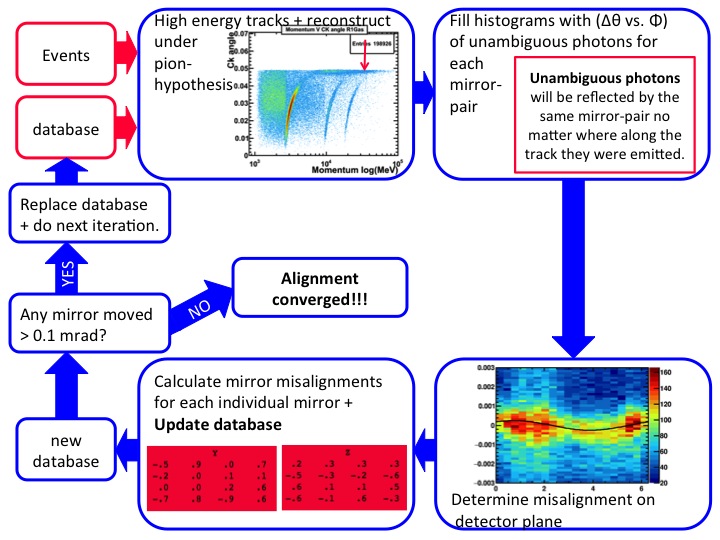 Events
database
High energy tracks + reconstruct
under
pion-
hypothesis
Momentum V CK angle R1Gas
Entries 198926
Ck angle
0.07
0.06
0.05
0.04
0.03
0.02
0.01
0
10³
10⁴
10⁵
Momentum log(MeV)
Fill histograms with (Δθ vs. Φ)
of unambiguous photons for
each
mirror-
pair
Unambiguous photons
will be reflected by the
same mirror-pair no
matter where along the
track they were emitted.
Replace database
+ do next iteration.
YES
NO
Alignment
converged!!!
Any mirror moved
> 0.1 mrad?
new
database
Calculate mirror misalignments
for each individual mirror +
Update database
Y
-.5 .9 .0 .7
-.2 .0 .1 .1
.0 .0 .2 .6
-.7 .8 -.9 .6
X
.2 .3 .3 .3
-.5 -.3 -.2 -.6
.6 .1 .1 .5
-.6 -.1 .6 -.3
0.003
0.002
0.001
0
-0.001
-0.002
-0.003
0 2 4 6
160
140
120
100
80
60
40
20
Determine misalignment on
detector plane